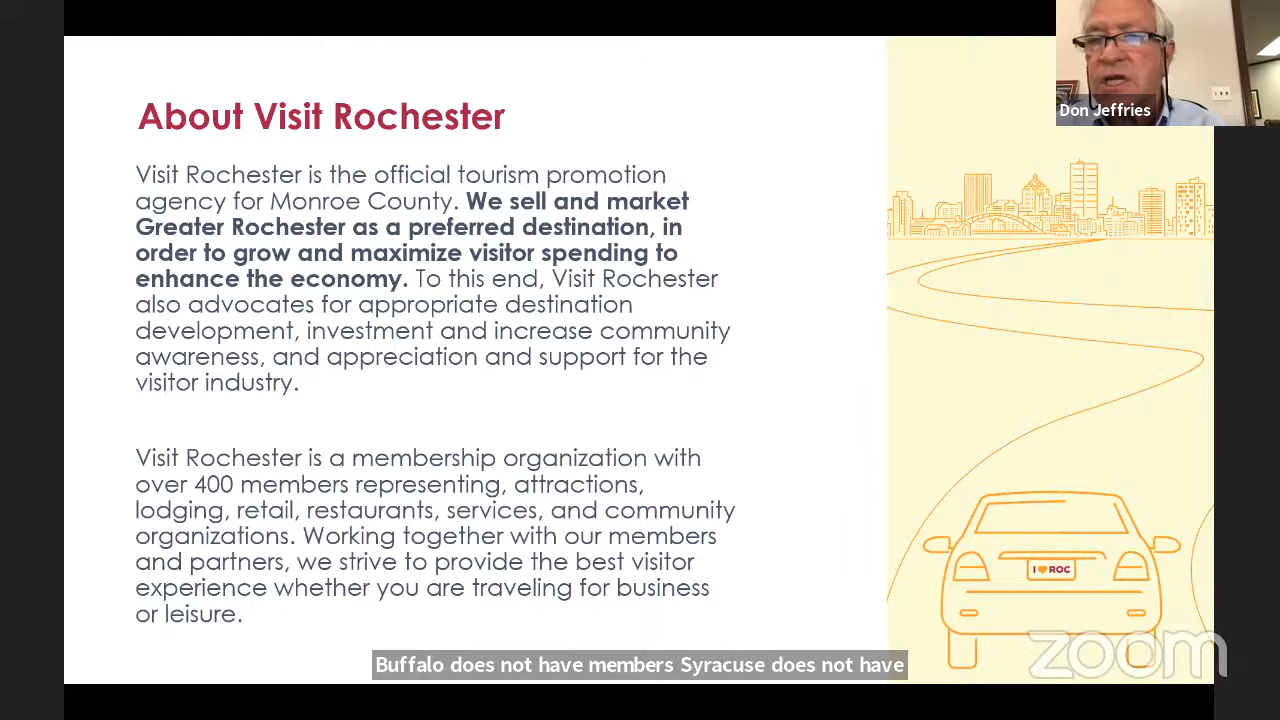 Don Jeffries
About Visit Rochester
Visit Rochester is the official tourism promotion
agency for Monroe County. We sell and market
Greater Rochester as a preferred destination, in
order to grow and maximize visitor spending to
enhance the economy. To this end, Visit Rochester
also advocates for appropriate destination
development, investment and increase community
awareness, and appreciation and support for the
visitor industry.
Visit Rochester is a membership organization with
over 400 members representing, attractions,
lodging, retail, restaurants, services, and community
organizations. Working together with our members
and partners, we strive to provide the best visitor
experience whether you are traveling for business
or leisure.
I ROC
zoom
Buffalo does not have members Syracuse does not have